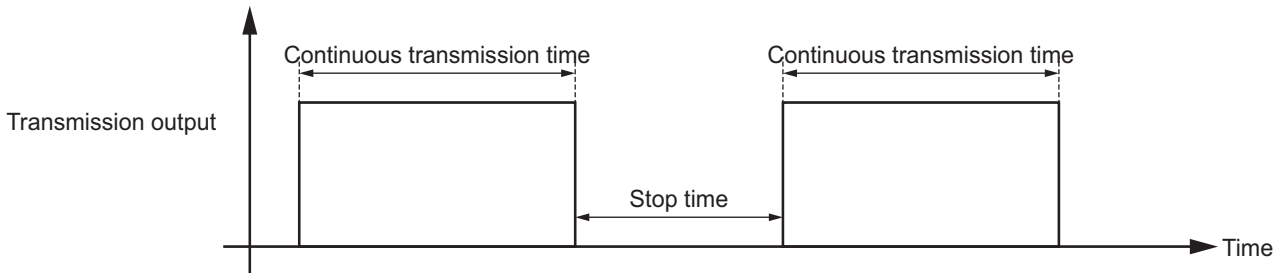 Continuous transmission time
Continuous transmission time
Transmission output
Stop time
Time